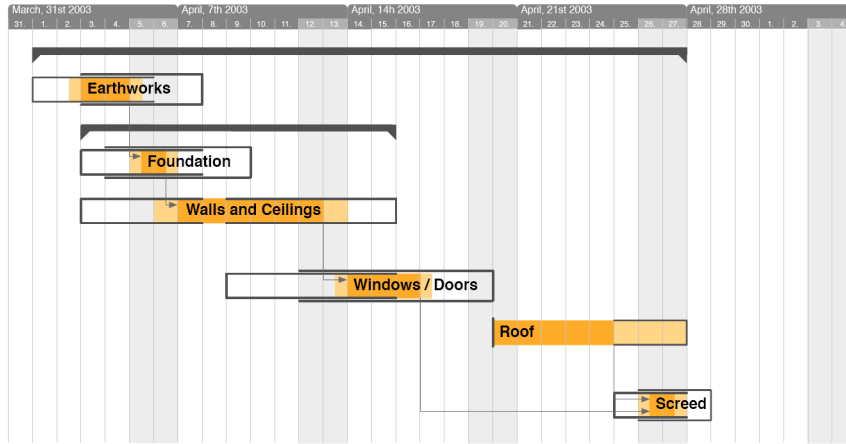 March, 31st 2003 April, 7th 2003 April, 14h 2003 April, 21st 2003 April, 28th 2003
31. 1. 2. 3. 4. 5. 6. 7. 8. 9. 10. 11. 12. 13. 14. 15. 16. 17. 18. 19. 20. 21. 22. 23. 24. 25. 26. 27. 28. 29. 30. 1. 2. 3. 4.
Earthworks
Foundation
Walls and Ceilings
Windows / Doors
Roof
Screed